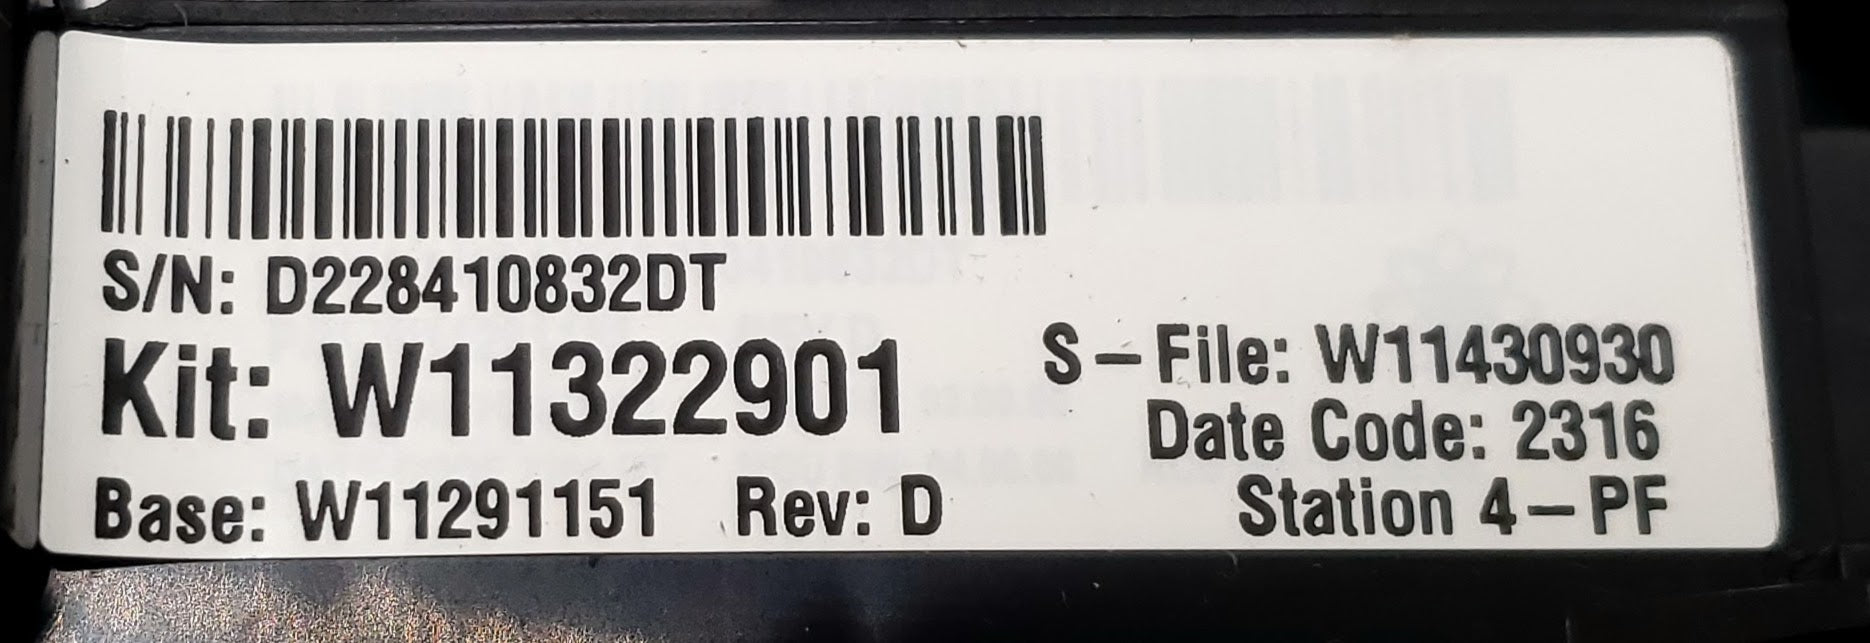 S/N: D228410832DT
Kit: W11322901
Base: W11291151 Rev: D
S-File: W11430930
Date Code: 2316
Station 4-PF